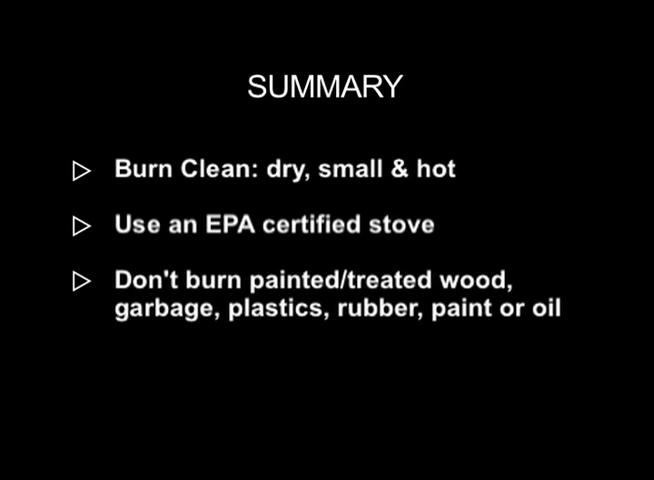 SUMMARY
Burn Clean: dry, small & hot
Use an EPA certified stove
Don't burn painted/treated wood,
garbage, plastics, rubber, paint or oil